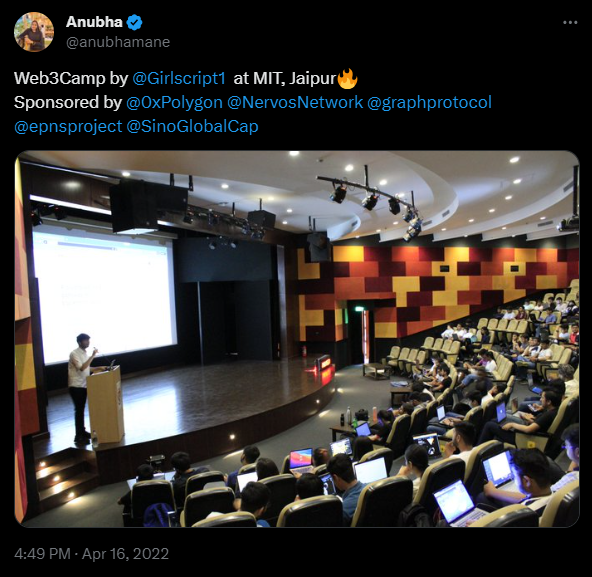 Anubha
@anubhamane
Web3Camp by @Girlscript1 at MIT, Jaipur🔥
Sponsored by @0xPolygon @NervosNetwork @graphprotocol
@epnsproject @SinoGlobalCap
4:49 PM · Apr 16, 2022